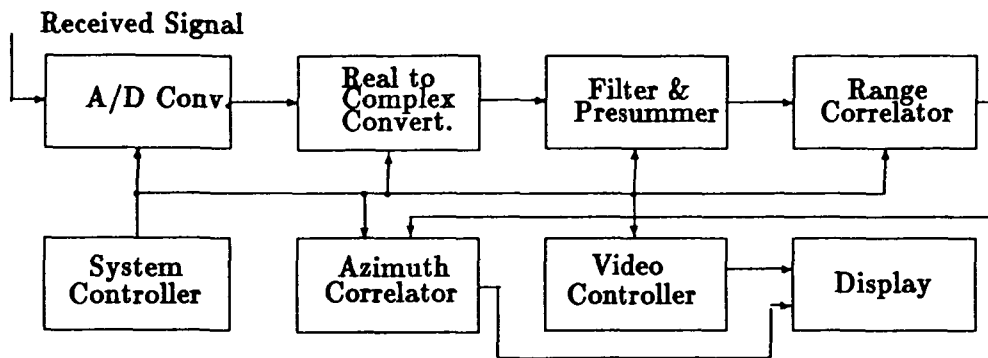 Received Signal
A/D Conv.
Real to
Complex
Convert.
Filter &
Presummer
Range
Correlator
System
Controller
Azimuth
Correlator
Video
Controller
Display